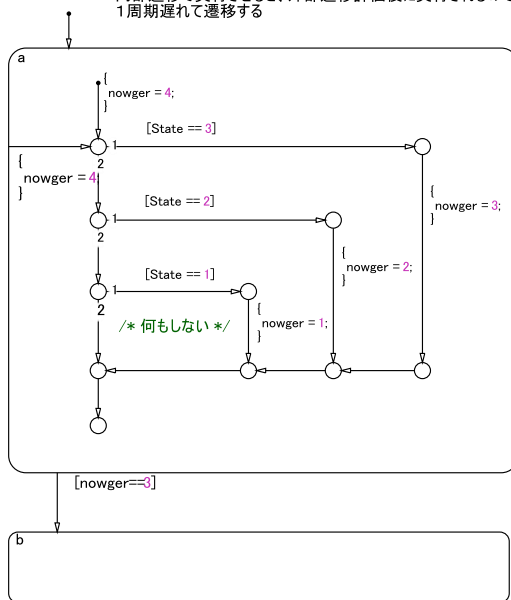 １周期遅れて遷移する
a
{
nowger = 4;
}
1
[State == 3]
2
{
nowger = 4
}
{
nowger = 3;
}
1
[State == 2]
2
{
nowger = 2;
}
1
[State == 1]
2
/* 何もしない */
{
nowger = 1;
}
[nowger==3]
b